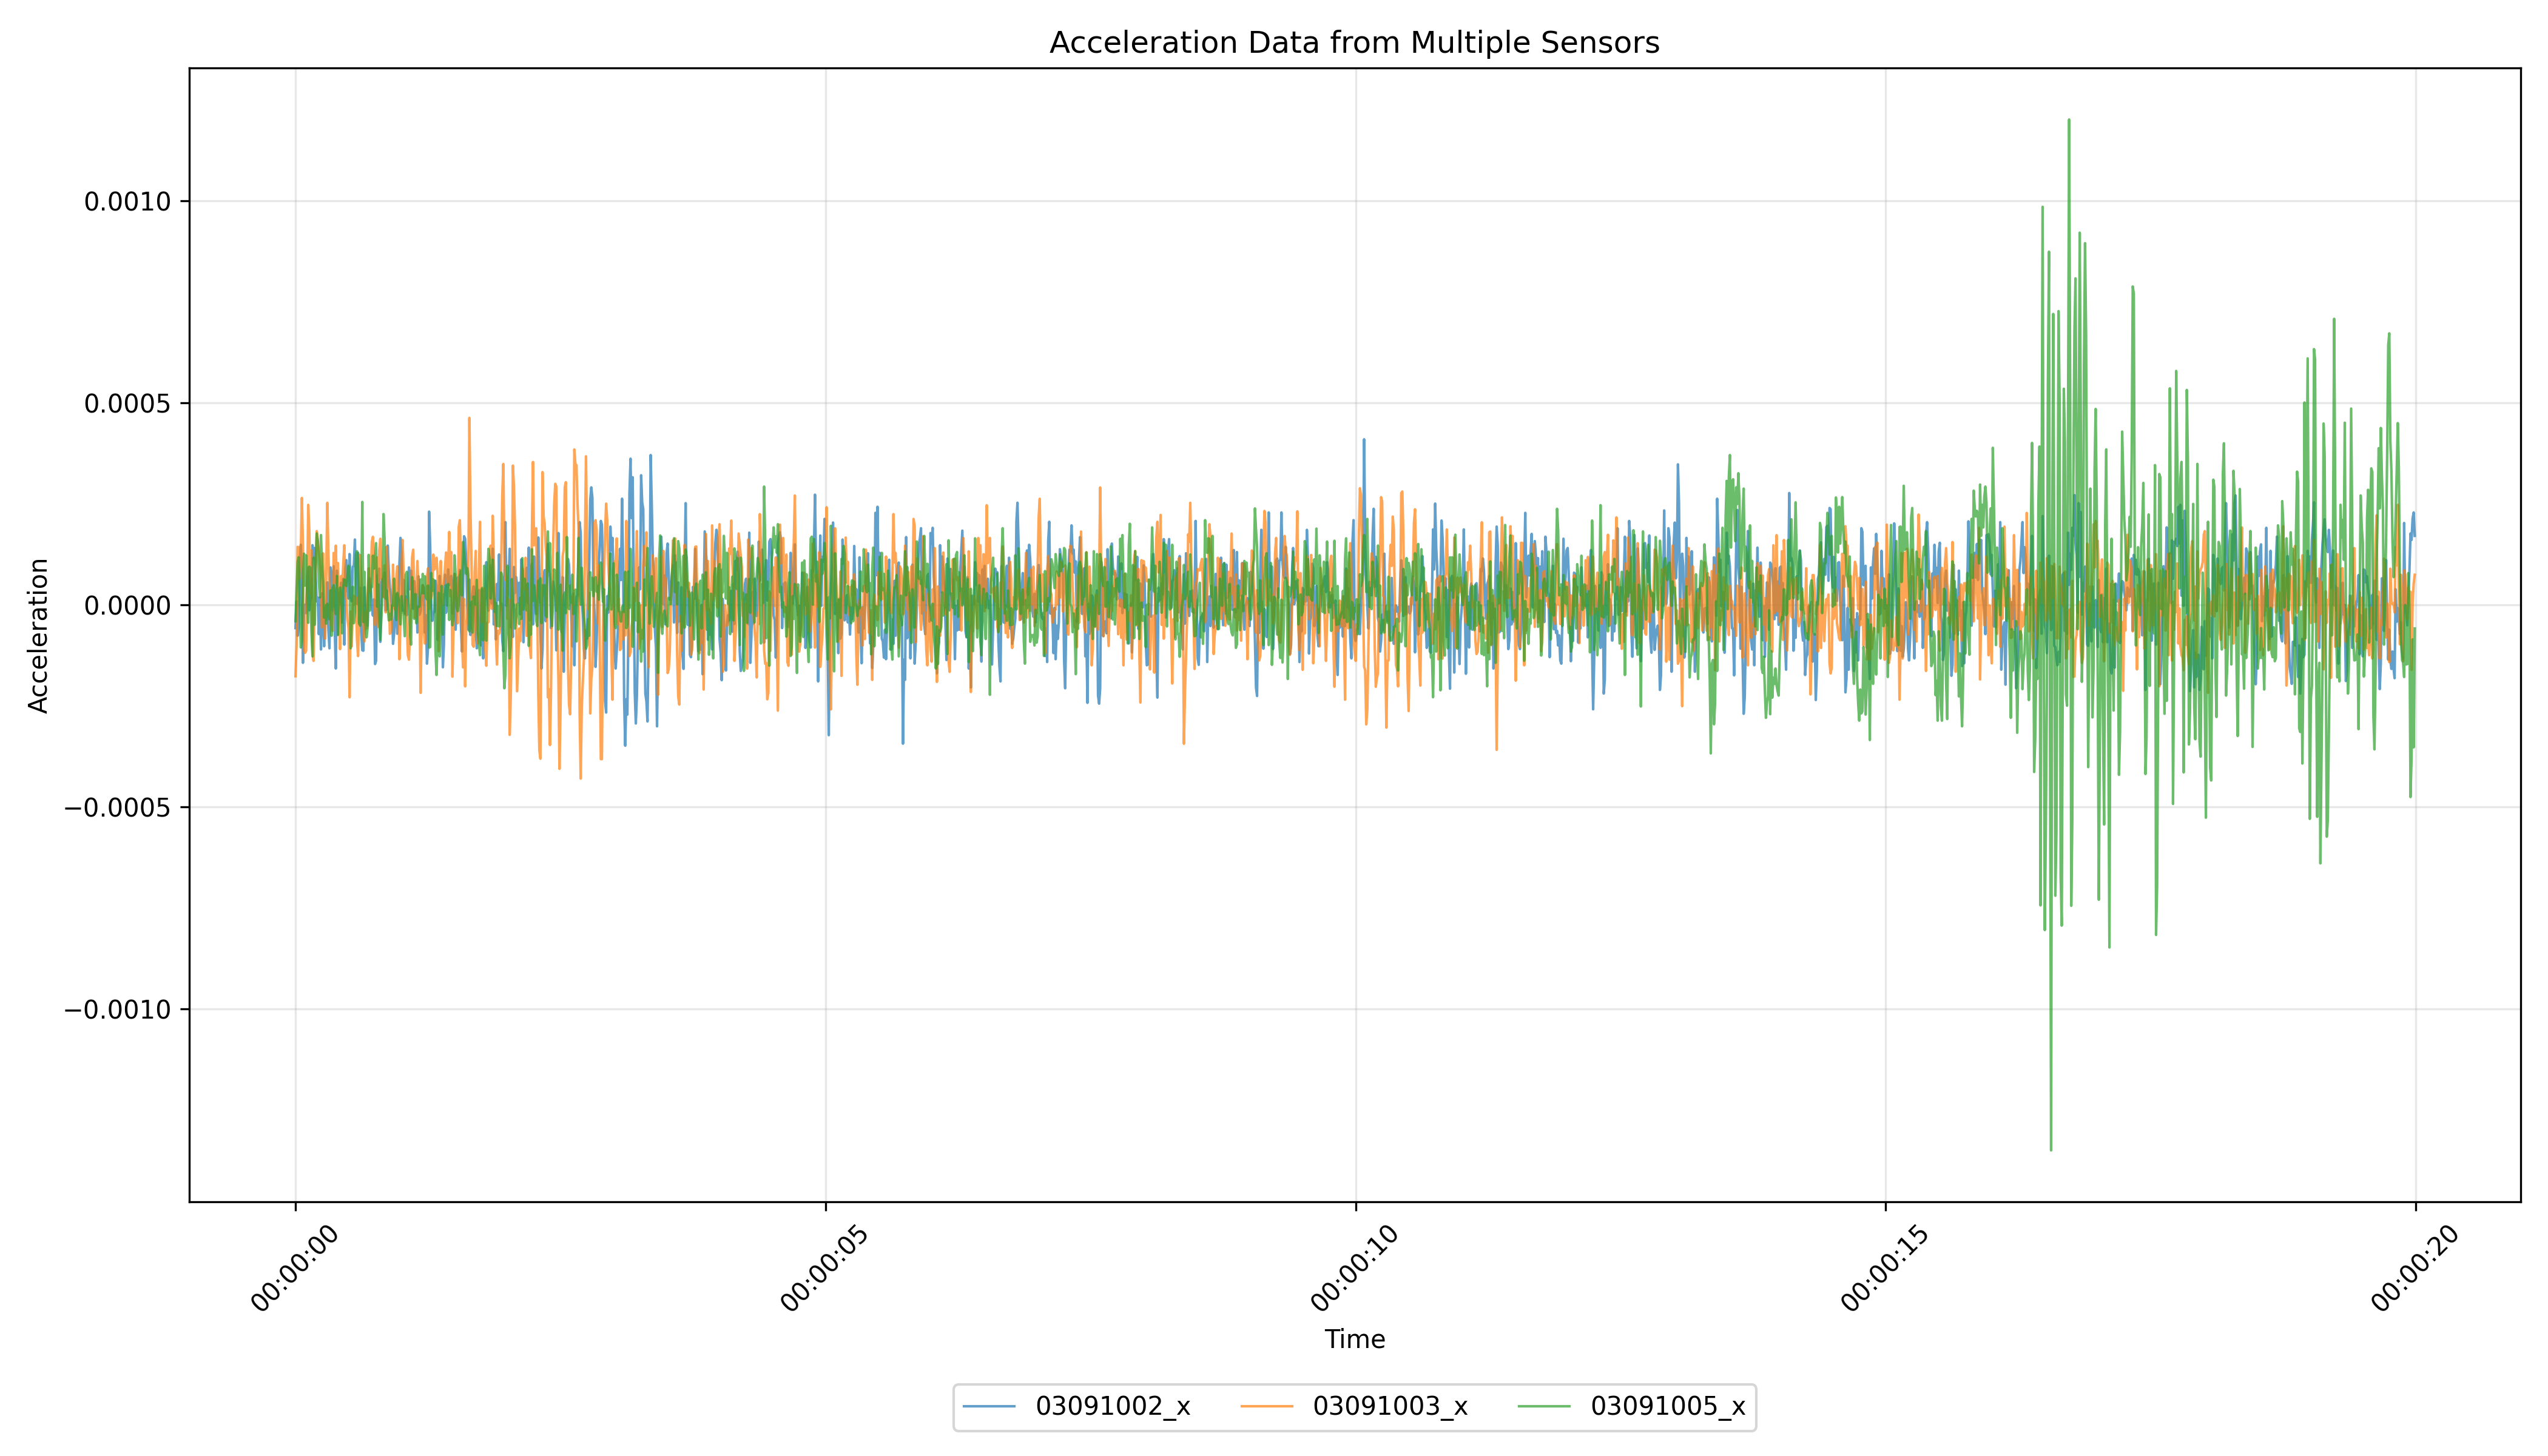 Acceleration Data from Multiple Sensors
Acceleration
0.0010
0.0005
0.0000
−0.0005
−0.0010
00:00:00
00:00:05
00:00:10
00:00:15
00:00:20
Time
03091002_x
03091003_x
03091005_x